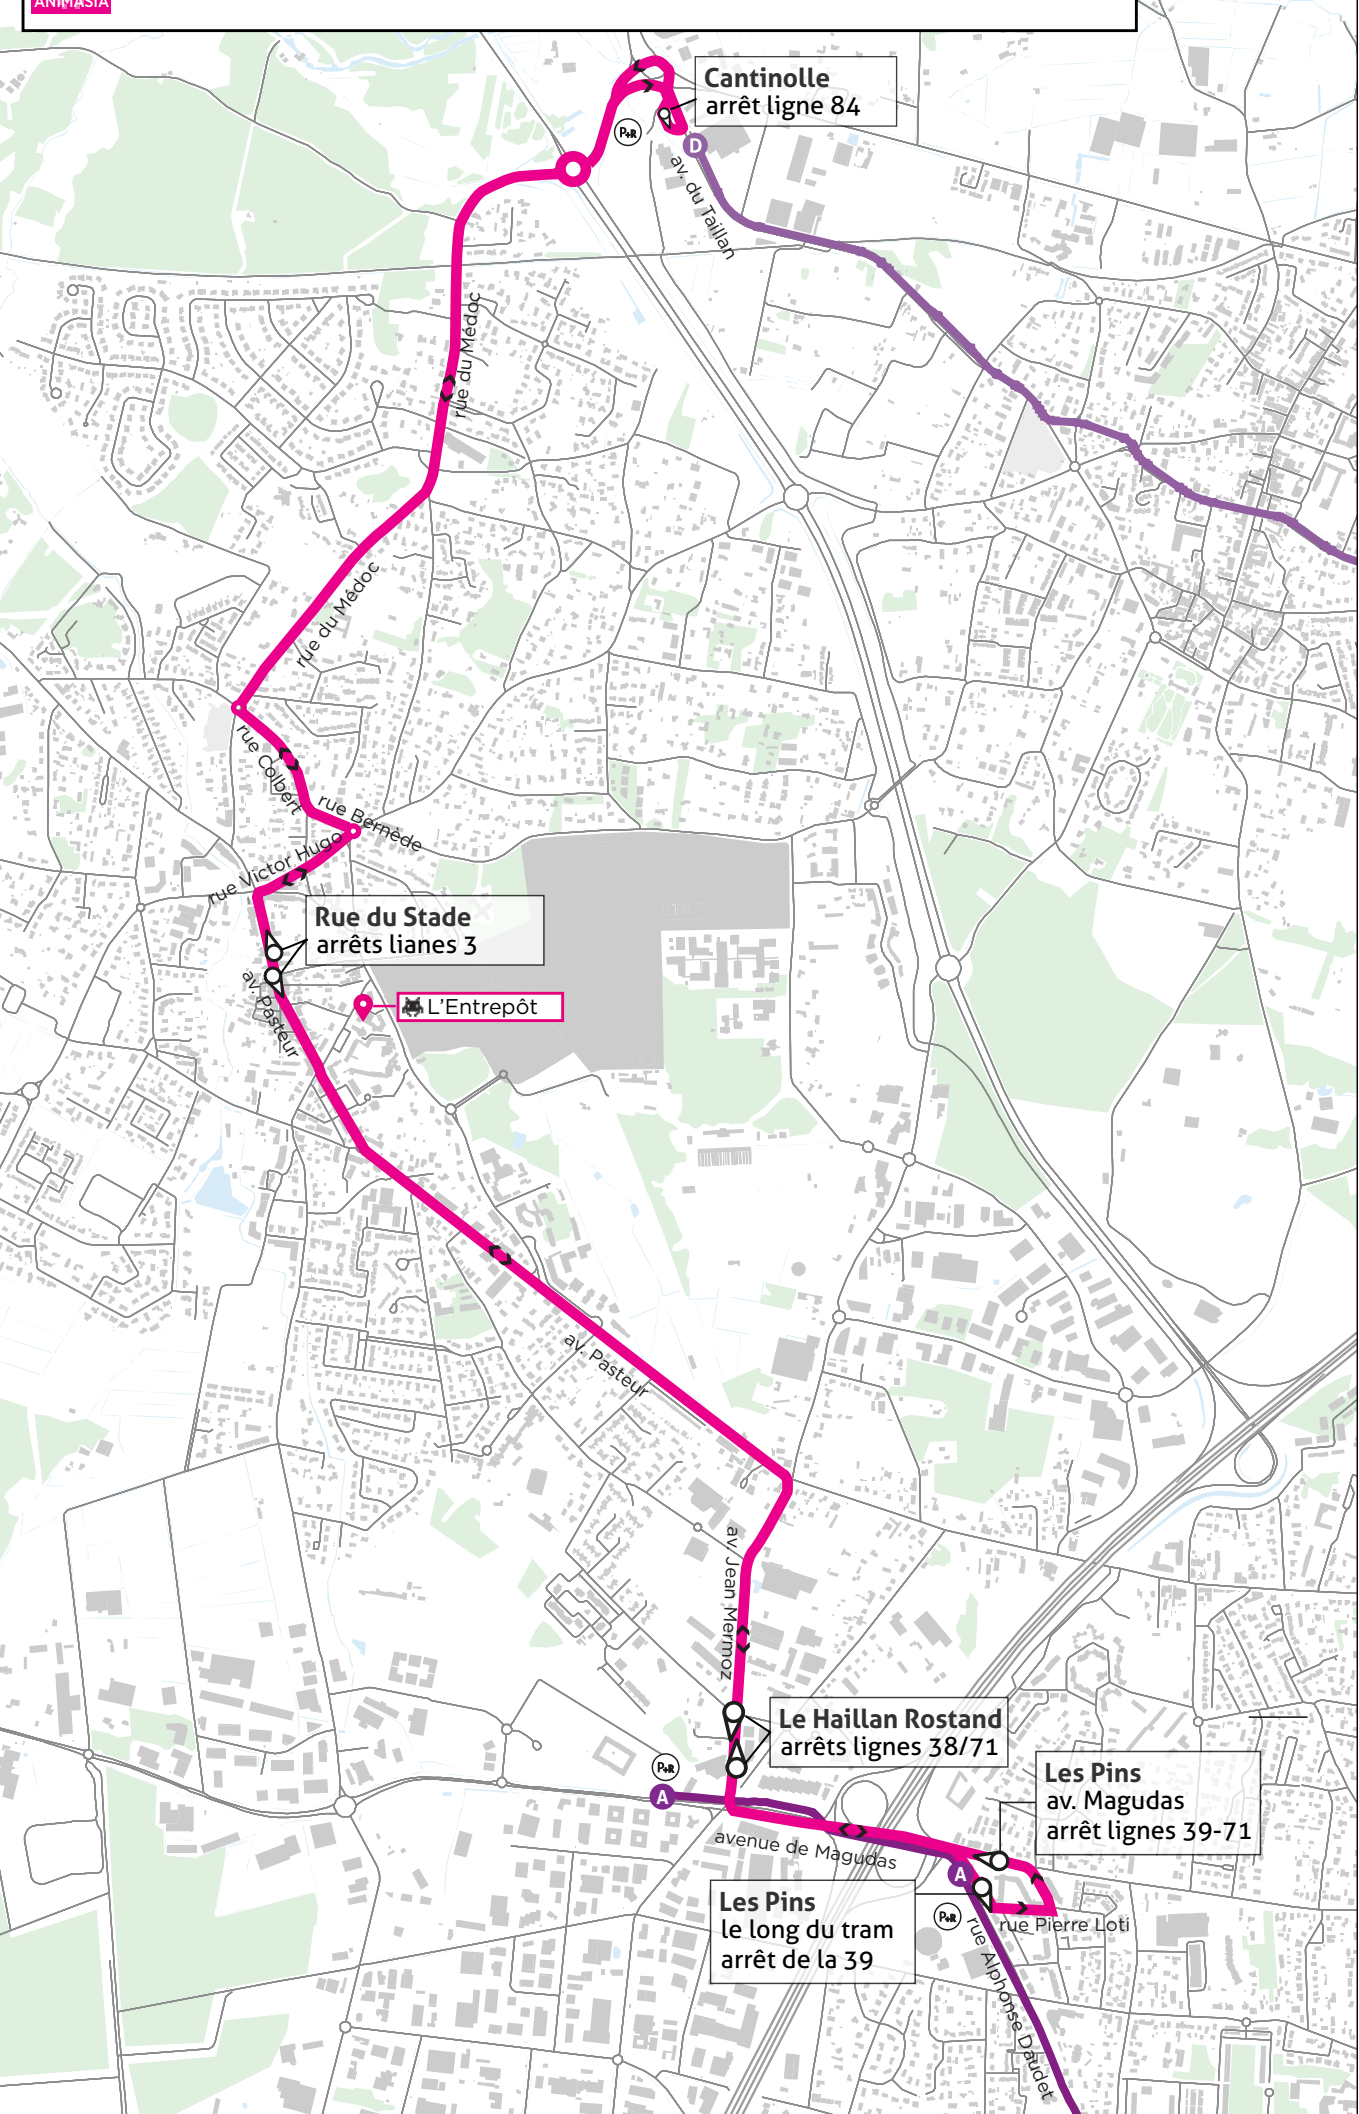 ANIMASIA
Cantinolle
arrêt ligne 84
P+R
D
av. du Taillan
rue du Médoc
rue du Médoc
rue Colbert
rue Bernède
rue Victor Hugo
Rue du Stade
arrêts lianes 3
av. Pasteur
L'Entrepôt
av. Pasteur
av. Jean Mermoz
Le Haillan Rostand
arrêts lignes 38/71
P+R
A
Les Pins
av. Magudas
arrêt lignes 39-71
avenue de Magudas
A
Les Pins
le long du tram
arrêt de la 39
P+R
rue Pierre Loti
rue Alphonse Daudet